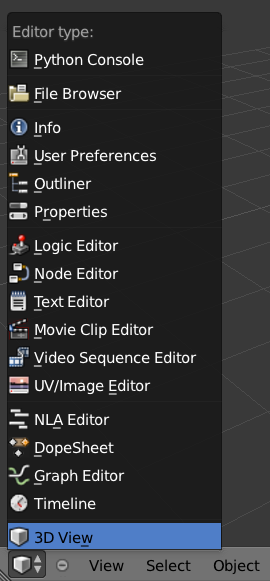 Editor type:
Python Console
File Browser
Info
User Preferences
Outliner
Properties
Logic Editor
Node Editor
Text Editor
Movie Clip Editor
Video Sequence Editor
UV/Image Editor
NLA Editor
DopeSheet
Graph Editor
Timeline
3D View
View Select Object